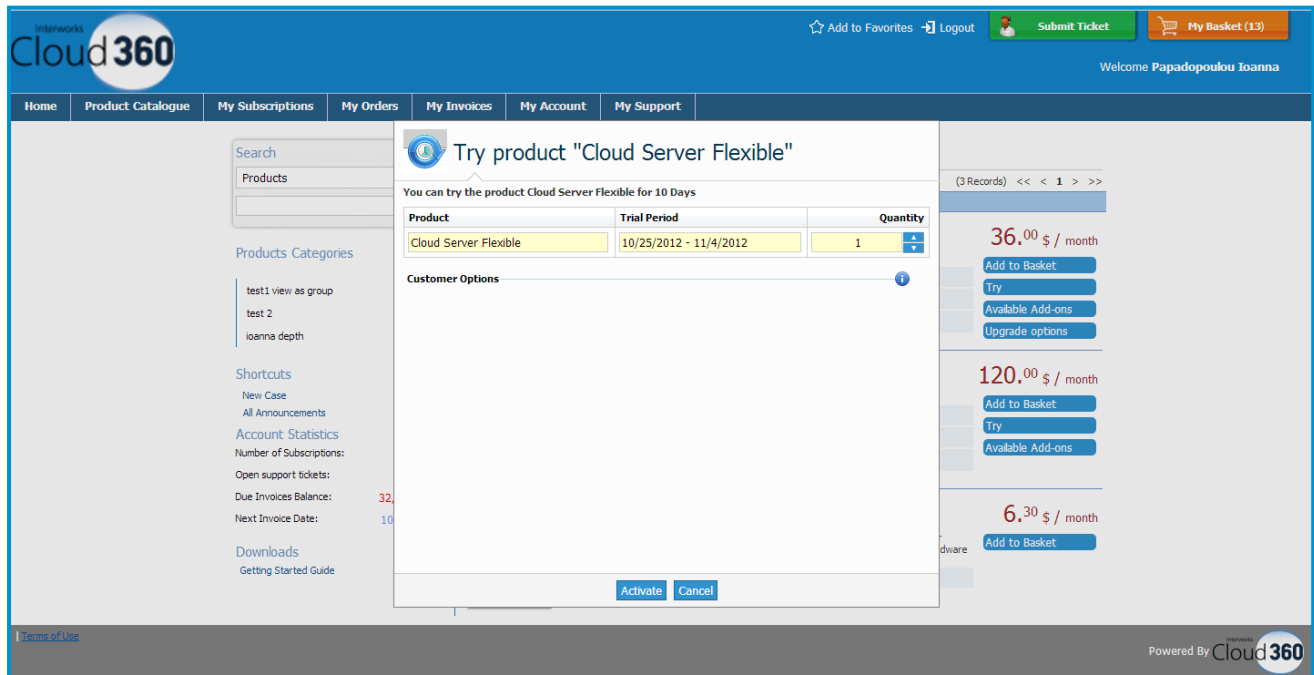 Interworks
Cloud 360
Add to Favorites Logout
Submit Ticket
My Basket (13)
Welcome Papadopoulou Ioanna
Home Product Catalogue My Subscriptions My Orders My Invoices My Account My Support
Search
Products
Products Categories
test1 view as group
test 2
ioanna depth
Shortcuts
New Case
All Announcements
Account Statistics
Number of Subscriptions:
Open support tickets:
Due Invoices Balance: 32,
Next Invoice Date: 10
Downloads
Getting Started Guide
Try product "Cloud Server Flexible"
You can try the product Cloud Server Flexible for 10 Days
Product Trial Period Quantity
Cloud Server Flexible 10/25/2012 - 11/4/2012 1
Customer Options
Activate Cancel
(3 Records) << < 1 > >>
36.00 $ / month
Add to Basket
Try
Available Add-ons
Upgrade options
120.00 $ / month
Add to Basket
Try
Available Add-ons
6.30 $ / month
dware
Add to Basket
| Terms of Use
Powered By Interworks Cloud 360